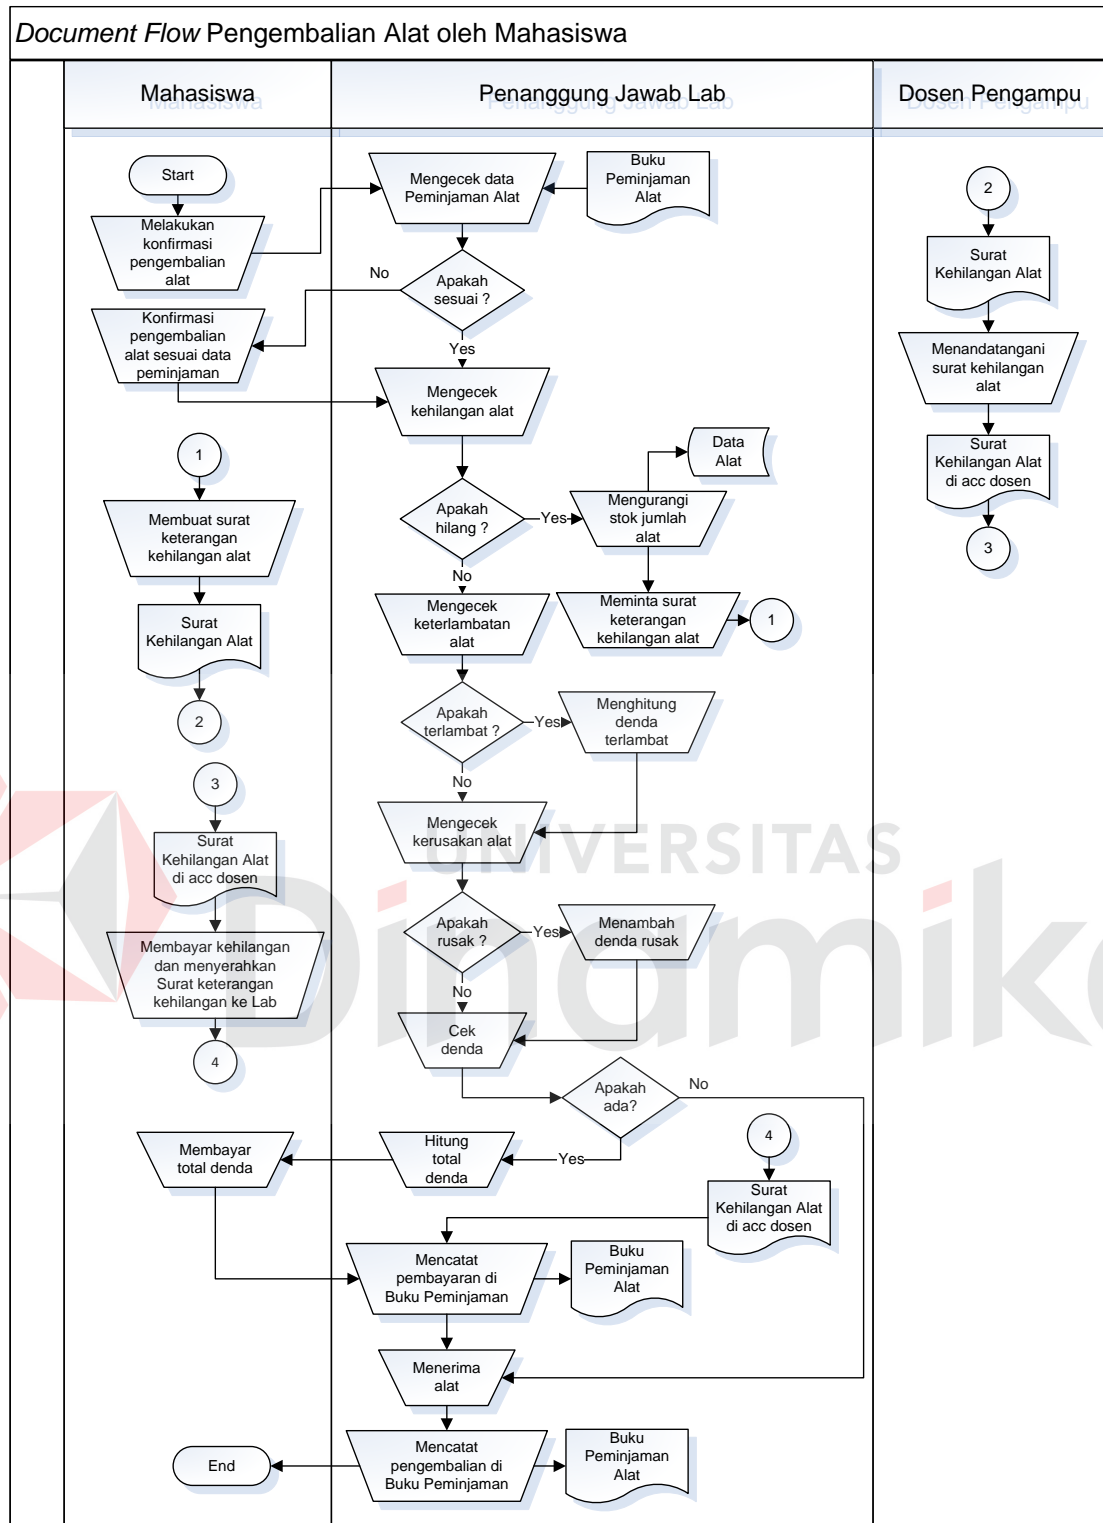 Document Flow Pengembalian Alat oleh Mahasiswa
Mahasiswa
Penanggung Jawab Lab
Dosen Pengampu
Start
Melakukan
konfirmasi
pengembalian
alat
Konfirmasi
pengembalian
alat sesuai data
peminjaman
1
Membuat surat
keterangan
kehilangan alat
Surat
Kehilangan Alat
2
3
Surat
Kehilangan Alat
di acc dosen
Membayar kehilangan
dan menyerahkan
Surat keterangan
kehilangan ke Lab
4
Membayar
total denda
End
Mengecek data
Peminjaman Alat
Buku
Peminjaman
Alat
No
Apakah
sesuai ?
Yes
Mengecek
kehilangan alat
Data
Alat
Apakah
hilang ?
Yes
Mengurangi
stok jumlah
alat
No
Mengecek
keterlambatan
alat
Meminta surat
keterangan
kehilangan alat
1
Apakah
terlambat ?
Yes
Menghitung
denda
terlambat
No
Mengecek
kerusakan alat
Apakah
rusak ?
Yes
Menambah
denda rusak
No
Cek
denda
Apakah
ada?
No
Yes
Hitung
total
denda
4
Surat
Kehilangan Alat
di acc dosen
Mencatat
pembayaran di
Buku Peminjaman
Buku
Peminjaman
Alat
Menerima
alat
Mencatat
pengembalian di
Buku Peminjaman
Buku
Peminjaman
Alat
2
Surat
Kehilangan Alat
Menandatangani
surat kehilangan
alat
Surat
Kehilangan Alat
di acc dosen
3
UNIVERSITAS
Dinamika